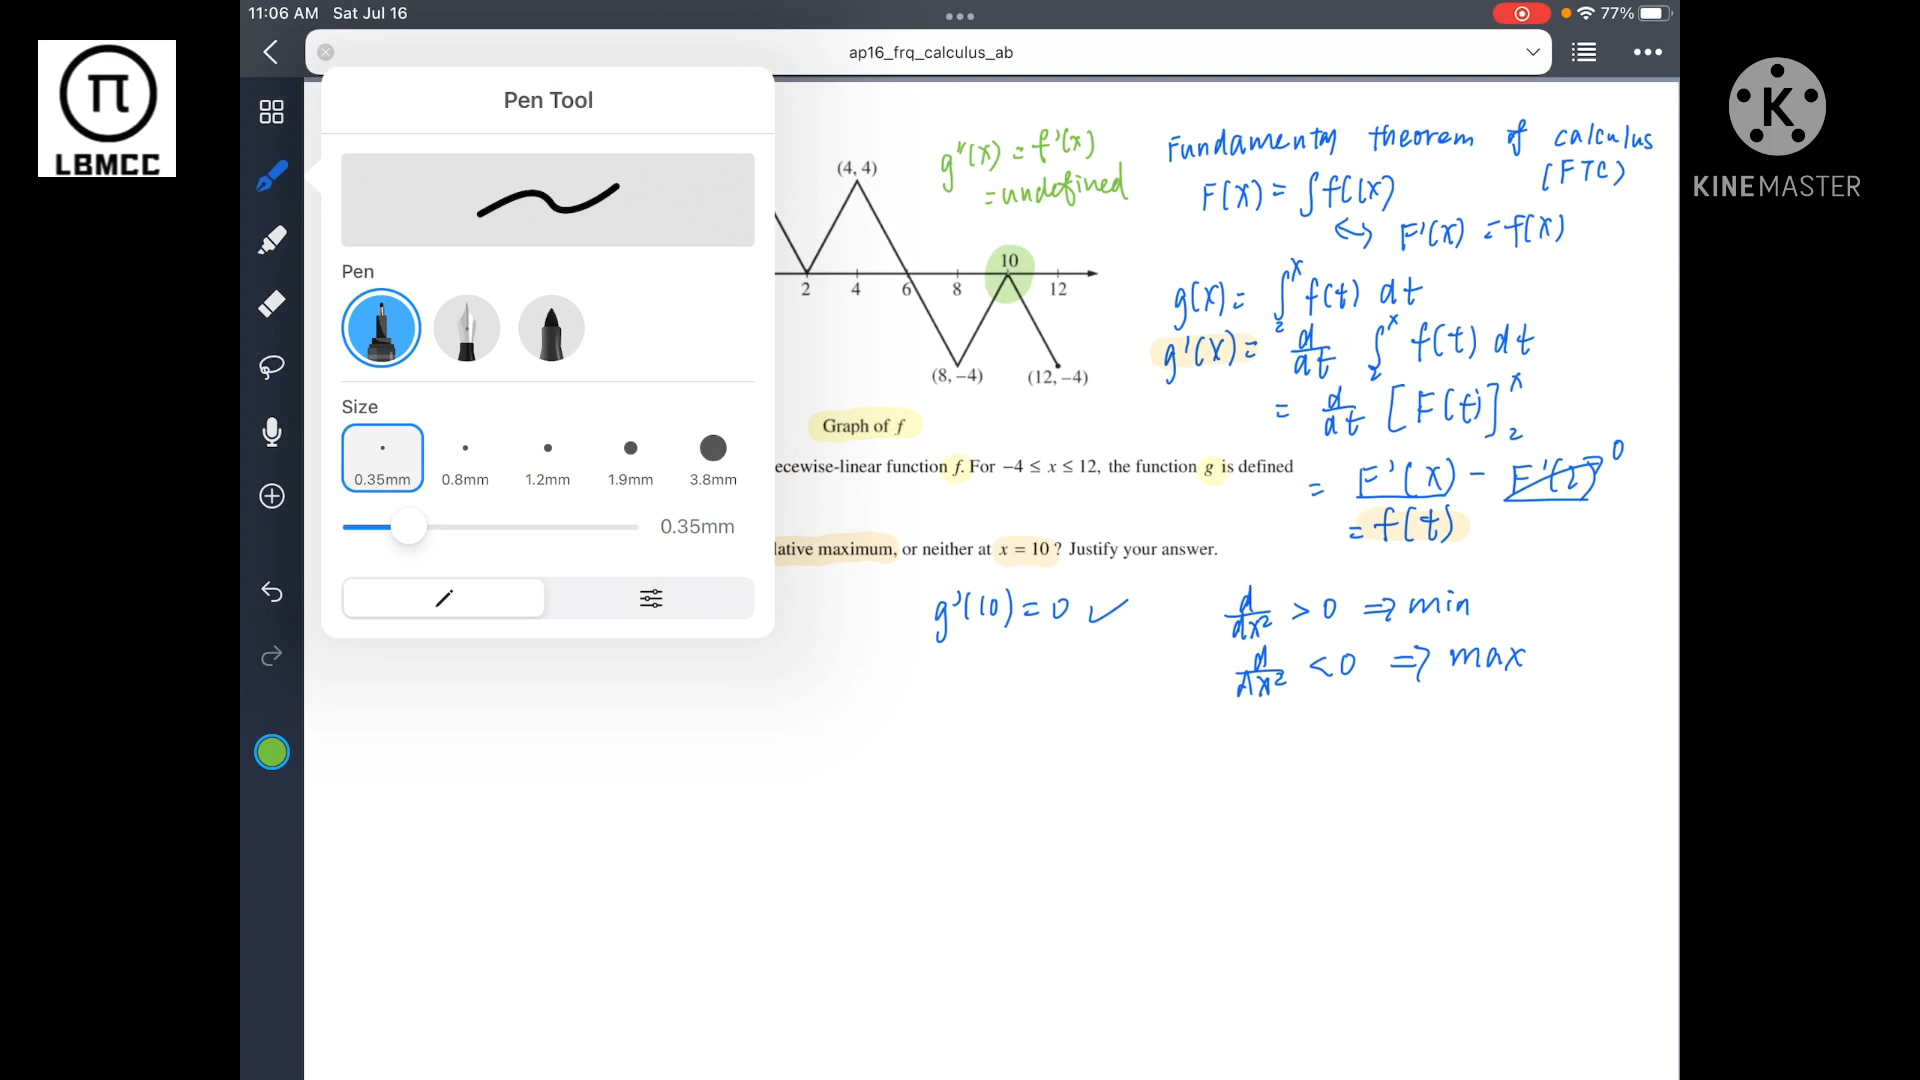 11:06 AM Sat Jul 16
77%
ap16_frq_calculus_ab
π
LBMCC
K
KINEMASTER
Pen Tool
Pen
Size
0.35mm 0.8mm 1.2mm 1.9mm 3.8mm
0.35mm
(4, 4)
10
2 4 6 8 12
(8, −4) (12, −4)
Graph of f
ecewise-linear function f. For −4 ≤ x ≤ 12, the function g is defined
lative maximum, or neither at x = 10 ? Justify your answer.
g"(x) = f'(x)
= undefined
g'(10) = 0 ✓
Fundamental theorem of calculus
(FTC)
F(x) = ∫f(x)
↔ F'(x) = f(x)
g(x) = ∫₂ˣ f(t) dt
g'(x) = d/dt ∫₂ˣ f(t) dt
= d/dt [F(t)]₂ˣ
= F'(x) − F'(2) 0
= f(t)
d/dx² > 0 ⇒ min
d/dx² < 0 ⇒ max